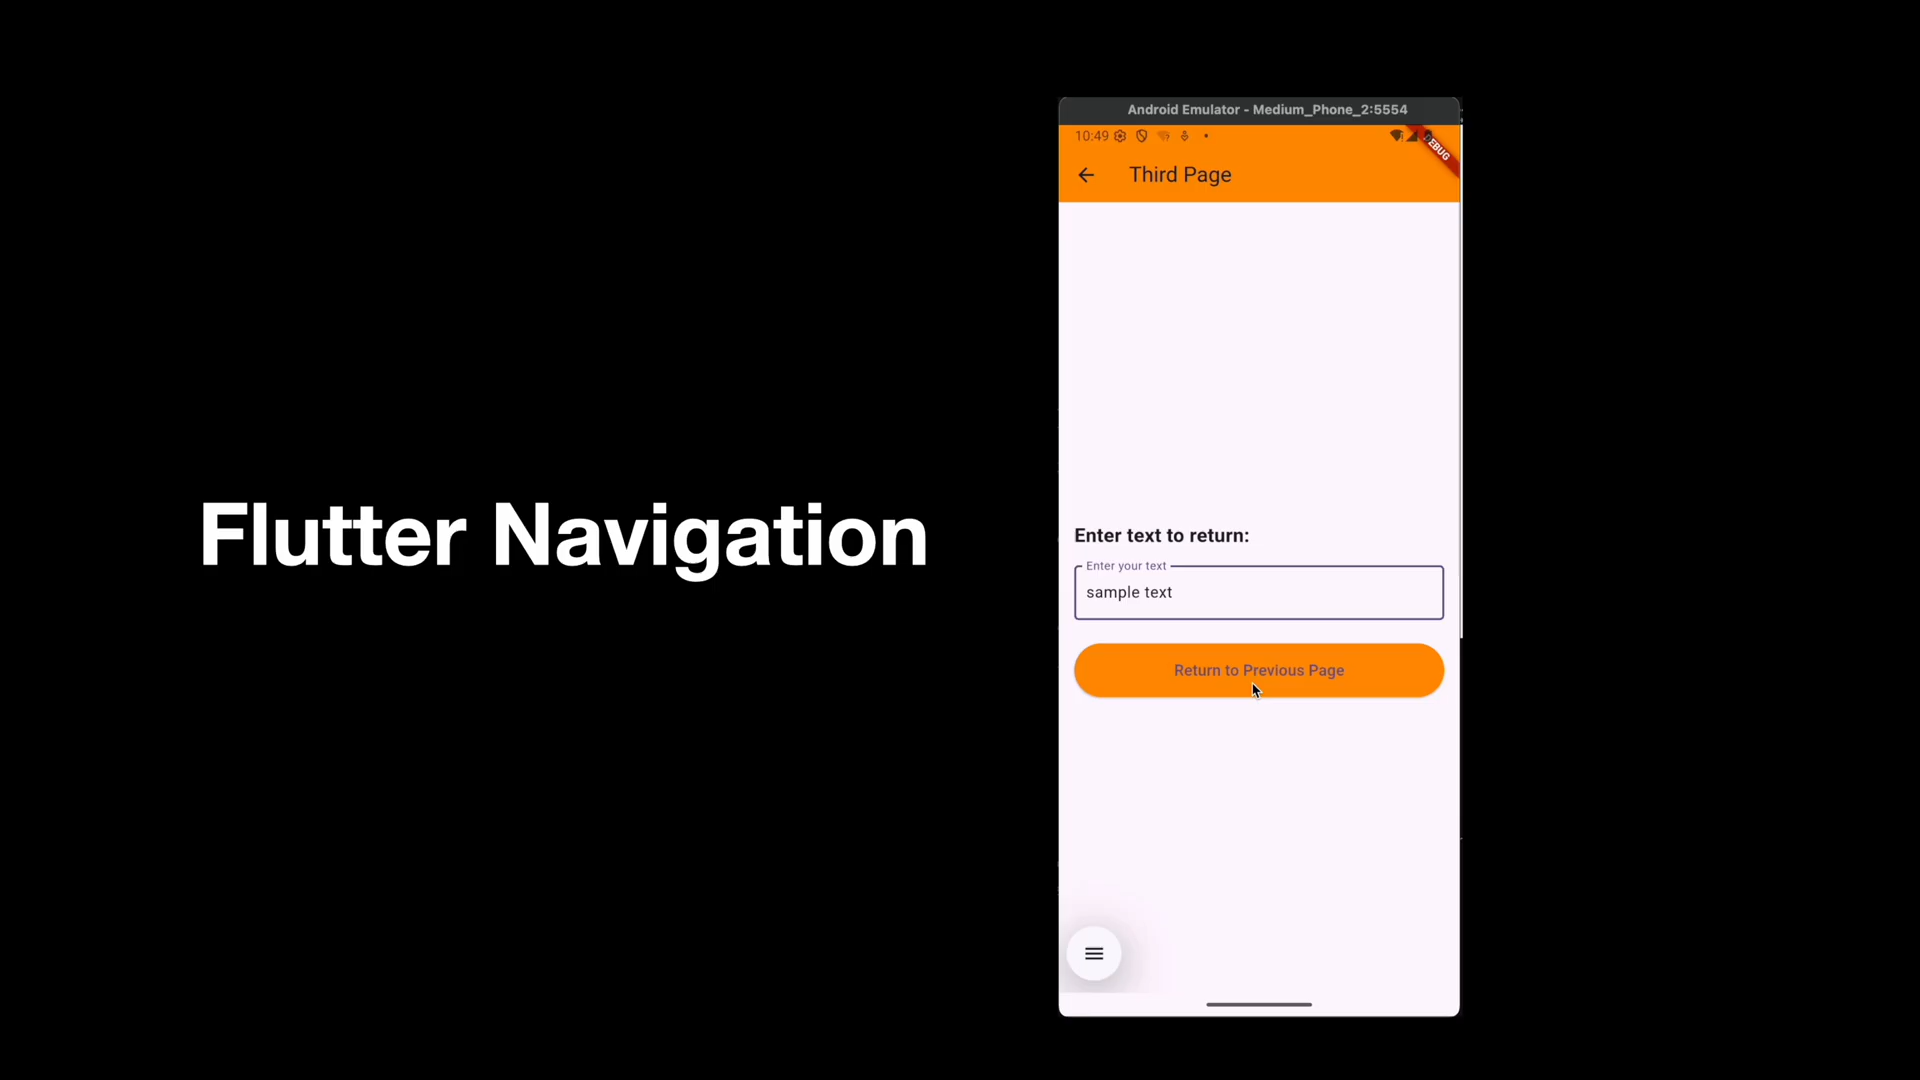 Flutter Navigation
Android Emulator - Medium_Phone_2:5554
10:49
Third Page
Enter text to return:
Enter your text
sample text
Return to Previous Page